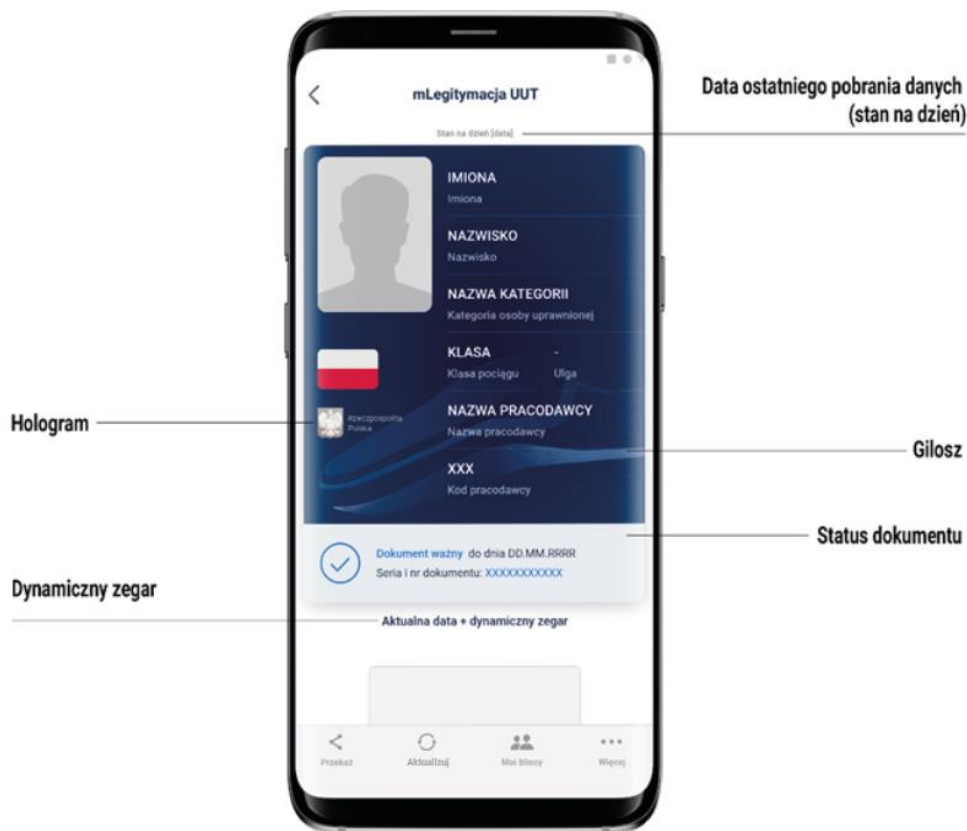 mLegitymacja UUT
Data ostatniego pobrania danych
(stan na dzień)
Stan na dzień [data]
IMIONA
Imiona
NAZWISKO
Nazwisko
NAZWA KATEGORII
Kategoria osoby uprawnionej
KLASA -
Klasa pociągu Ulga
Hologram
Rzeczpospolita
Polska
NAZWA PRACODAWCY
Nazwa pracodawcy
Gilosz
XXX
Kod pracodawcy
Status dokumentu
Dokument ważny do dnia DD.MM.RRRR
Seria i nr dokumentu: XXXXXXXXXXX
Dynamiczny zegar
Aktualna data + dynamiczny zegar
Przekaż Aktualizuj Moi bliscy Więcej